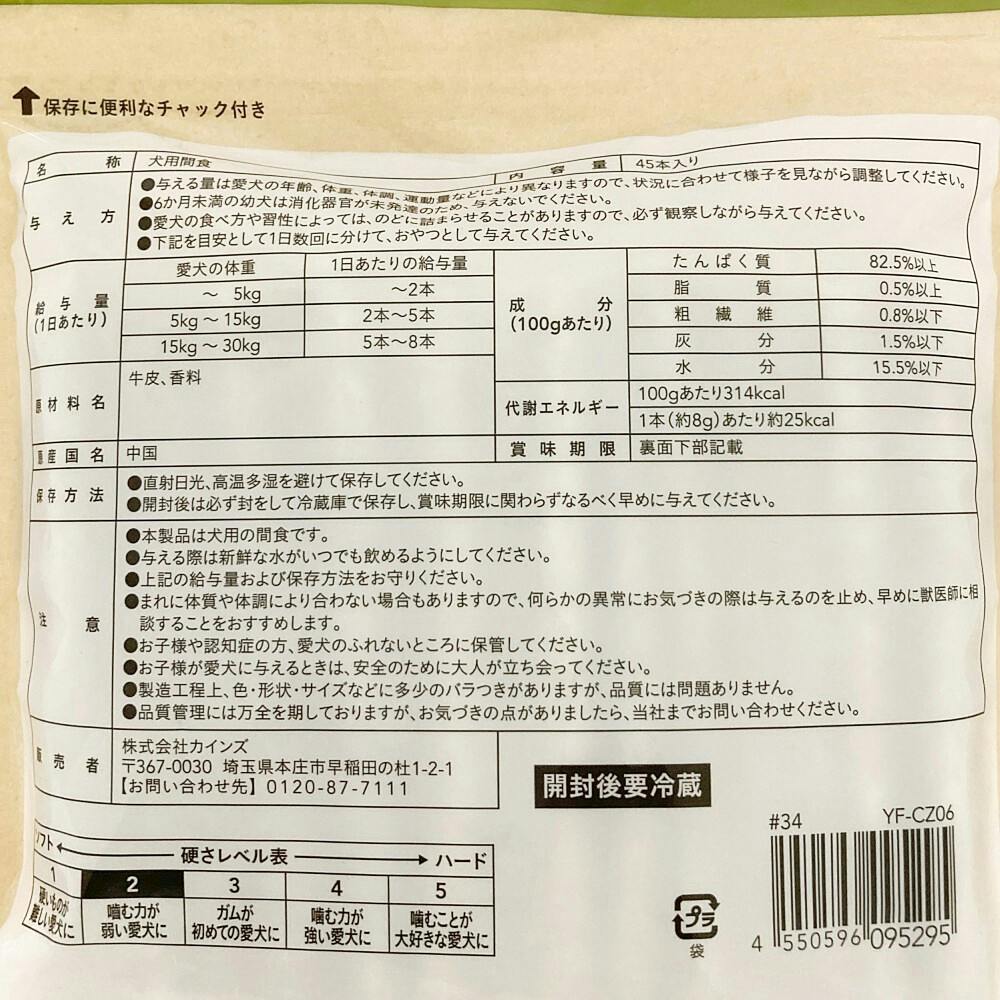 保存に便利なチャック付き
名称 犬用間食 内容量 45本入り
与え方
●与える量は愛犬の年齢、体重、体調、運動量などにより異なりますので、状況に合わせて様子を見ながら調整してください。
●6か月未満の幼犬は消化器官が未発達のため、与えないでください。
●愛犬の食べ方や習性によっては、のどに詰まらせることがありますので、必ず観察しながら与えてください。
●下記を目安として1日数回に分けて、おやつとして与えてください。
給与量
(1日あたり)
愛犬の体重 1日あたりの給与量
〜 5kg 〜2本
5kg〜15kg 2本〜5本
15kg〜30kg 5本〜8本
成分
(100gあたり)
たんぱく質 82.5%以上
脂質 0.5%以上
粗繊維 0.8%以下
灰分 1.5%以下
水分 15.5%以下
原材料名 牛皮、香料
代謝エネルギー
100gあたり314kcal
1本(約8g)あたり約25kcal
原産国名 中国
賞味期限 裏面下部記載
保存方法
●直射日光、高温多湿を避けて保存してください。
●開封後は必ず封をして冷蔵庫で保存し、賞味期限に関わらずなるべく早めに与えてください。
注意
●本製品は犬用の間食です。
●与える際は新鮮な水がいつでも飲めるようにしてください。
●上記の給与量および保存方法をお守りください。
●まれに体質や体調により合わない場合もありますので、何らかの異常にお気づきの際は与えるのを止め、早めに獣医師に相
談することをおすすめします。
●お子様や認知症の方、愛犬のふれないところに保管してください。
●お子様が愛犬に与えるときは、安全のために大人が立ち会ってください。
●製造工程上、色・形状・サイズなどに多少のバラつきがありますが、品質には問題ありません。
●品質管理には万全を期しておりますが、お気づきの点がありましたら、当社までお問い合わせください。
販売者
株式会社カインズ
〒367-0030 埼玉県本庄市早稲田の杜1-2-1
【お問い合わせ先】 0120-87-7111
開封後要冷蔵
#34 YF-CZ06
ソフト 硬さレベル表 ハード
1 2 3 4 5
硬いものが 噛む力が ガムが 噛む力が 噛むことが
難しい愛犬に 弱い愛犬に 初めての愛犬に 強い愛犬に 大好きな愛犬に
プラ
袋
4 550596 095295